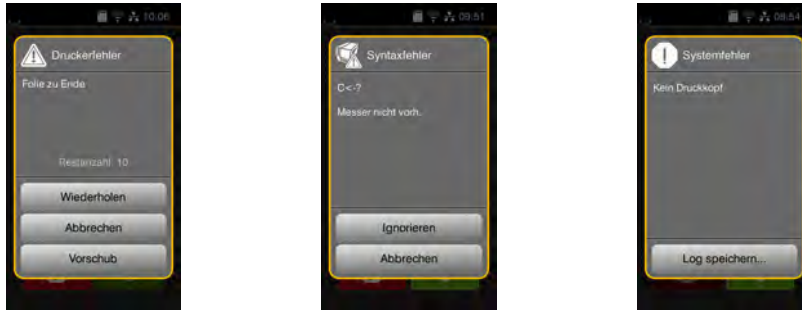 10:06
Druckerfehler
Folie zu Ende
Restanzahl 10
Wiederholen
Abbrechen
Vorschub
09:51
Syntaxfehler
C<-?
Messer nicht vorh.
Ignorieren
Abbrechen
08:54
Systemfehler
Kein Druckkopf
Log speichern...